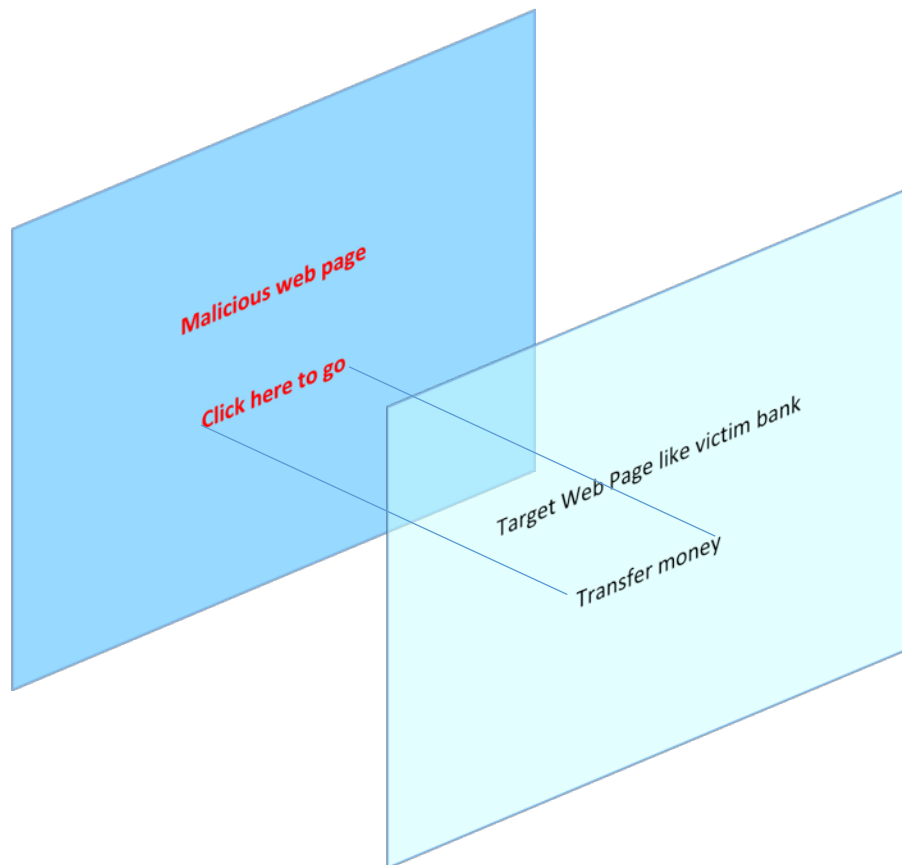 Malicious web page
Click here to go
Target Web Page like victim bank
Transfer money